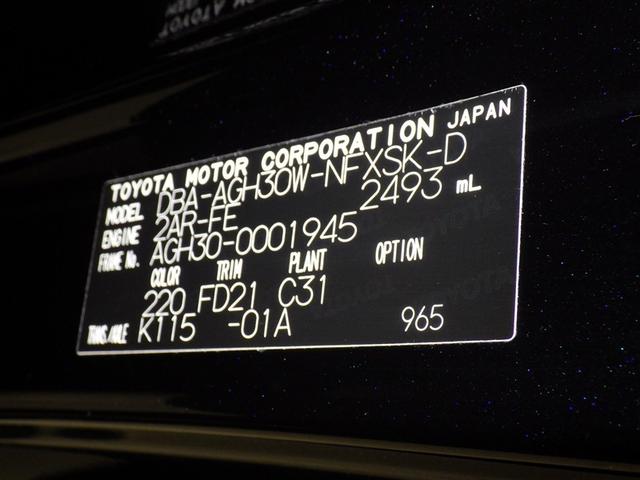 TOYOTA MOTOR CORPORATION JAPAN
MODEL DBA-AGH30W-NFXSK-D
ENGINE 2AR-FE 2493 mL
FRAME No. AGH30-0001945
COLOR TRIM PLANT OPTION
220 FD21 C31
TRANS/AXLE K115 -01A 965